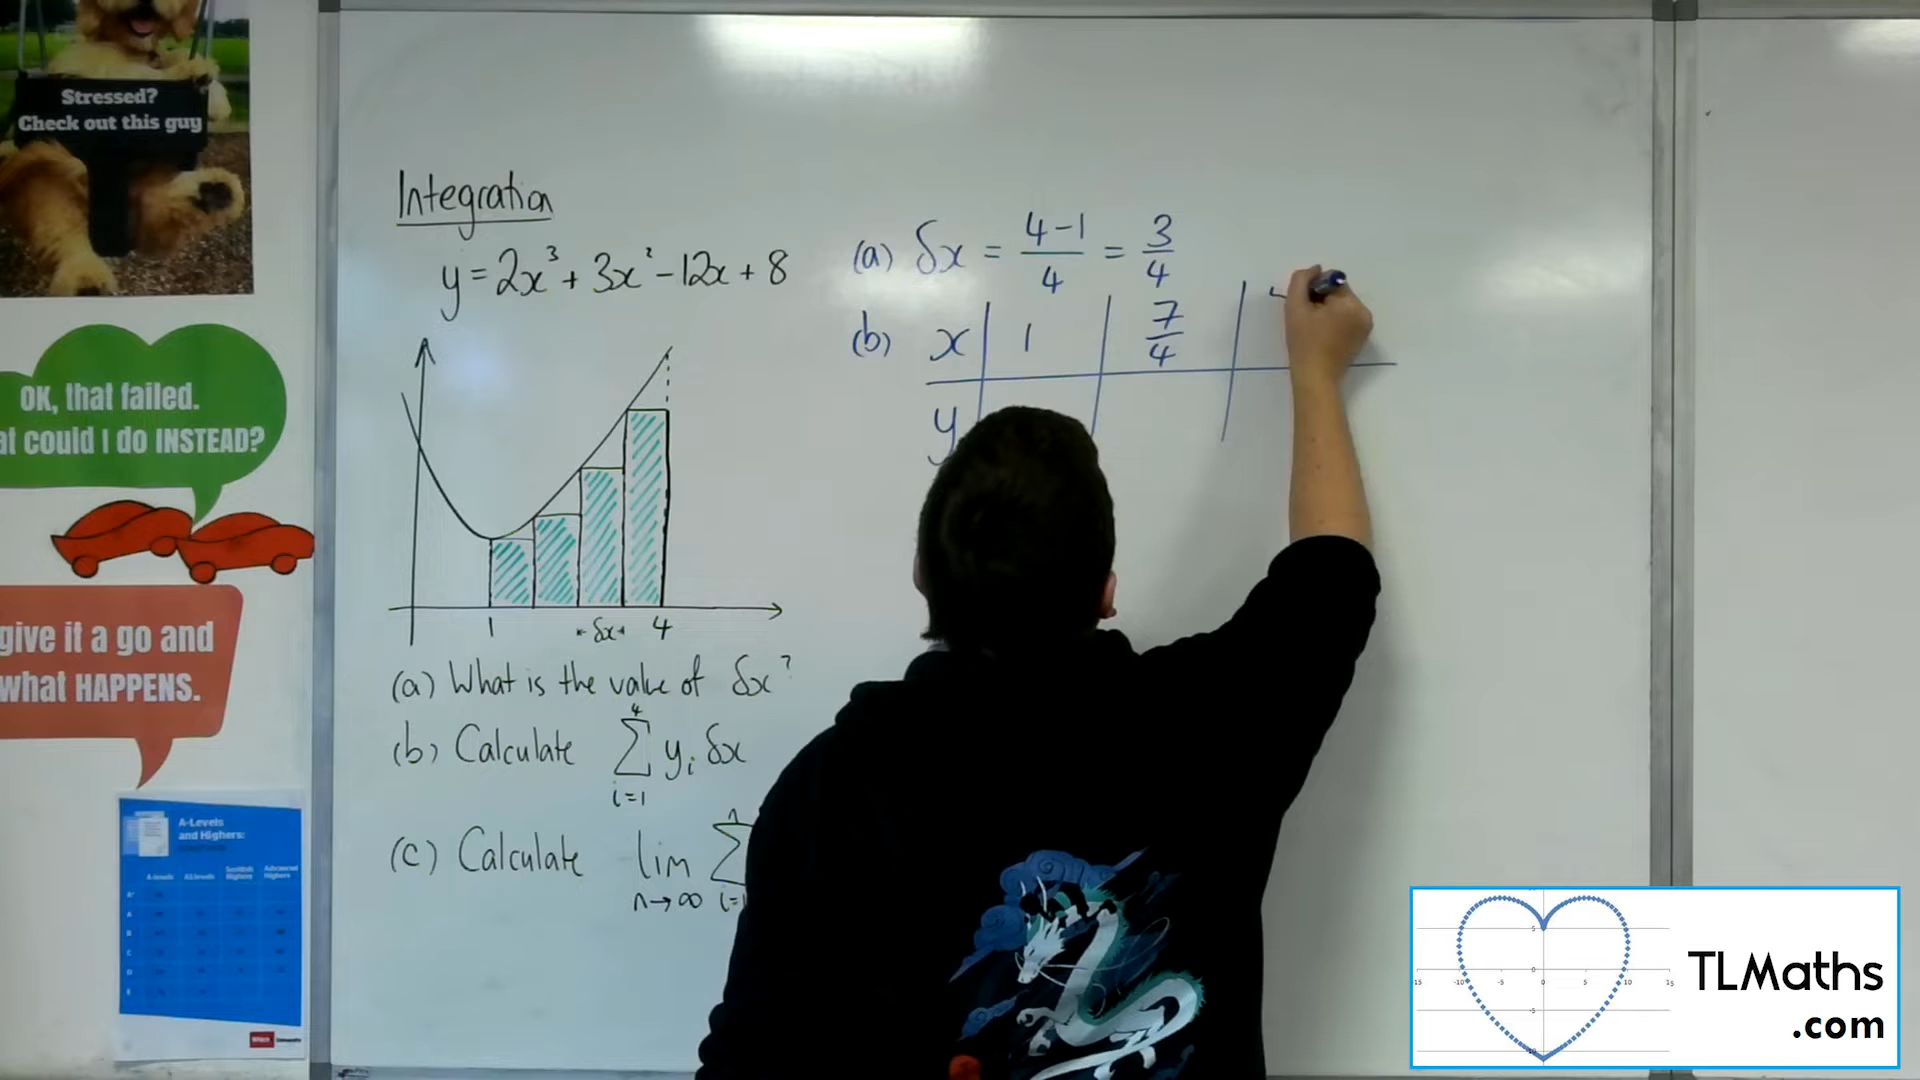 Stressed?
Check out this guy
OK, that failed.
at could I do INSTEAD?
give it a go and
what HAPPENS.
A-Levels
and Highers:
Integration
y = 2x³ + 3x² - 12x + 8
1 δx 4
(a) What is the value of δx?
(b) Calculate 4 Σ i=1 yᵢ δx
(c) Calculate lim n→∞ n Σ i=1
(a) δx = 4-1/4 = 3/4
(b) x 1 7/4
y
TLMaths
.com